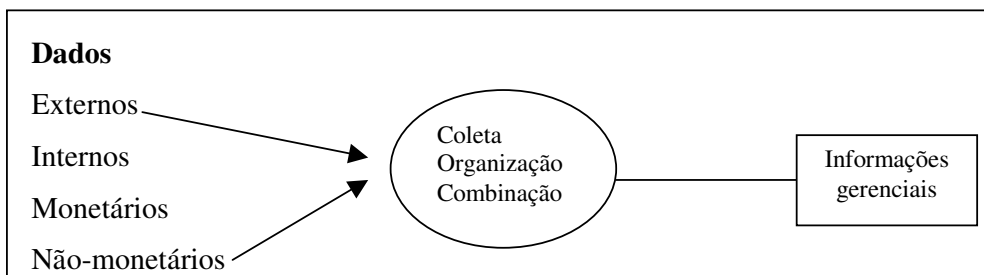 Dados
Externos
Internos
Monetários
Não-monetários
Coleta
Organização
Combinação
Informações
gerenciais